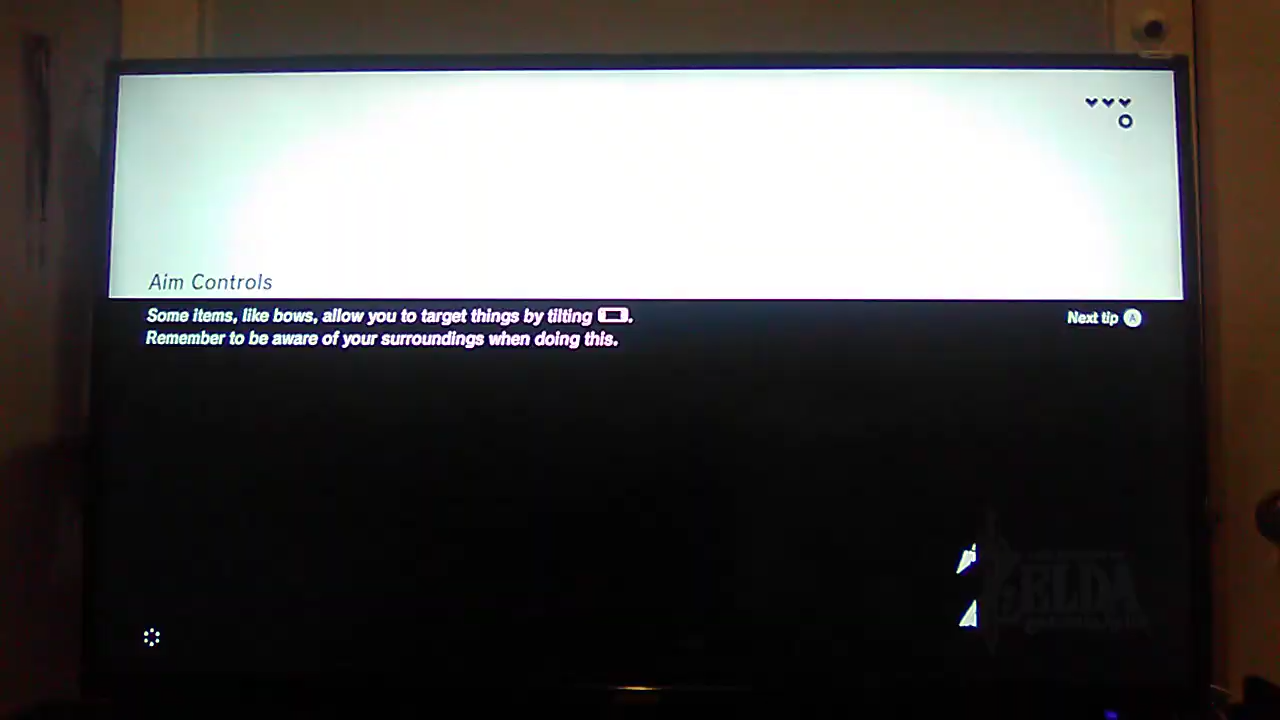 Aim Controls
Some items, like bows, allow you to target things by tilting .
Remember to be aware of your surroundings when doing this.
Next tip A
ZELDA